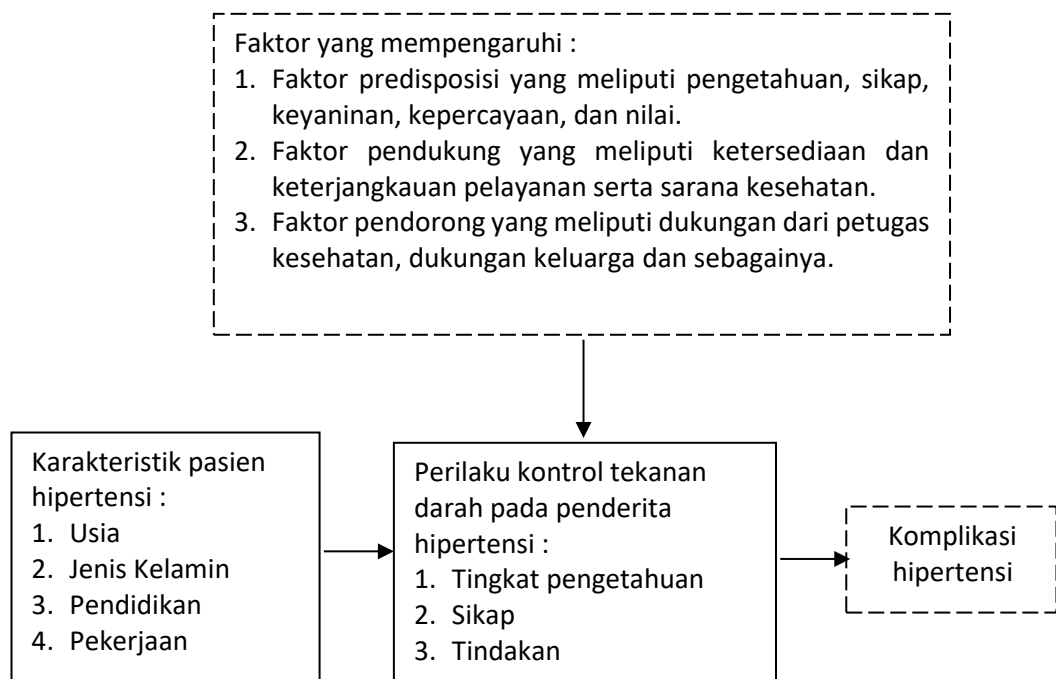 Faktor yang mempengaruhi :
1. Faktor predisposisi yang meliputi pengetahuan, sikap,
keyaninan, kepercayaan, dan nilai.
2. Faktor pendukung yang meliputi ketersediaan dan
keterjangkauan pelayanan serta sarana kesehatan.
3. Faktor pendorong yang meliputi dukungan dari petugas
kesehatan, dukungan keluarga dan sebagainya.
Karakteristik pasien
hipertensi :
1. Usia
2. Jenis Kelamin
3. Pendidikan
4. Pekerjaan
Perilaku kontrol tekanan
darah pada penderita
hipertensi :
1. Tingkat pengetahuan
2. Sikap
3. Tindakan
Komplikasi
hipertensi